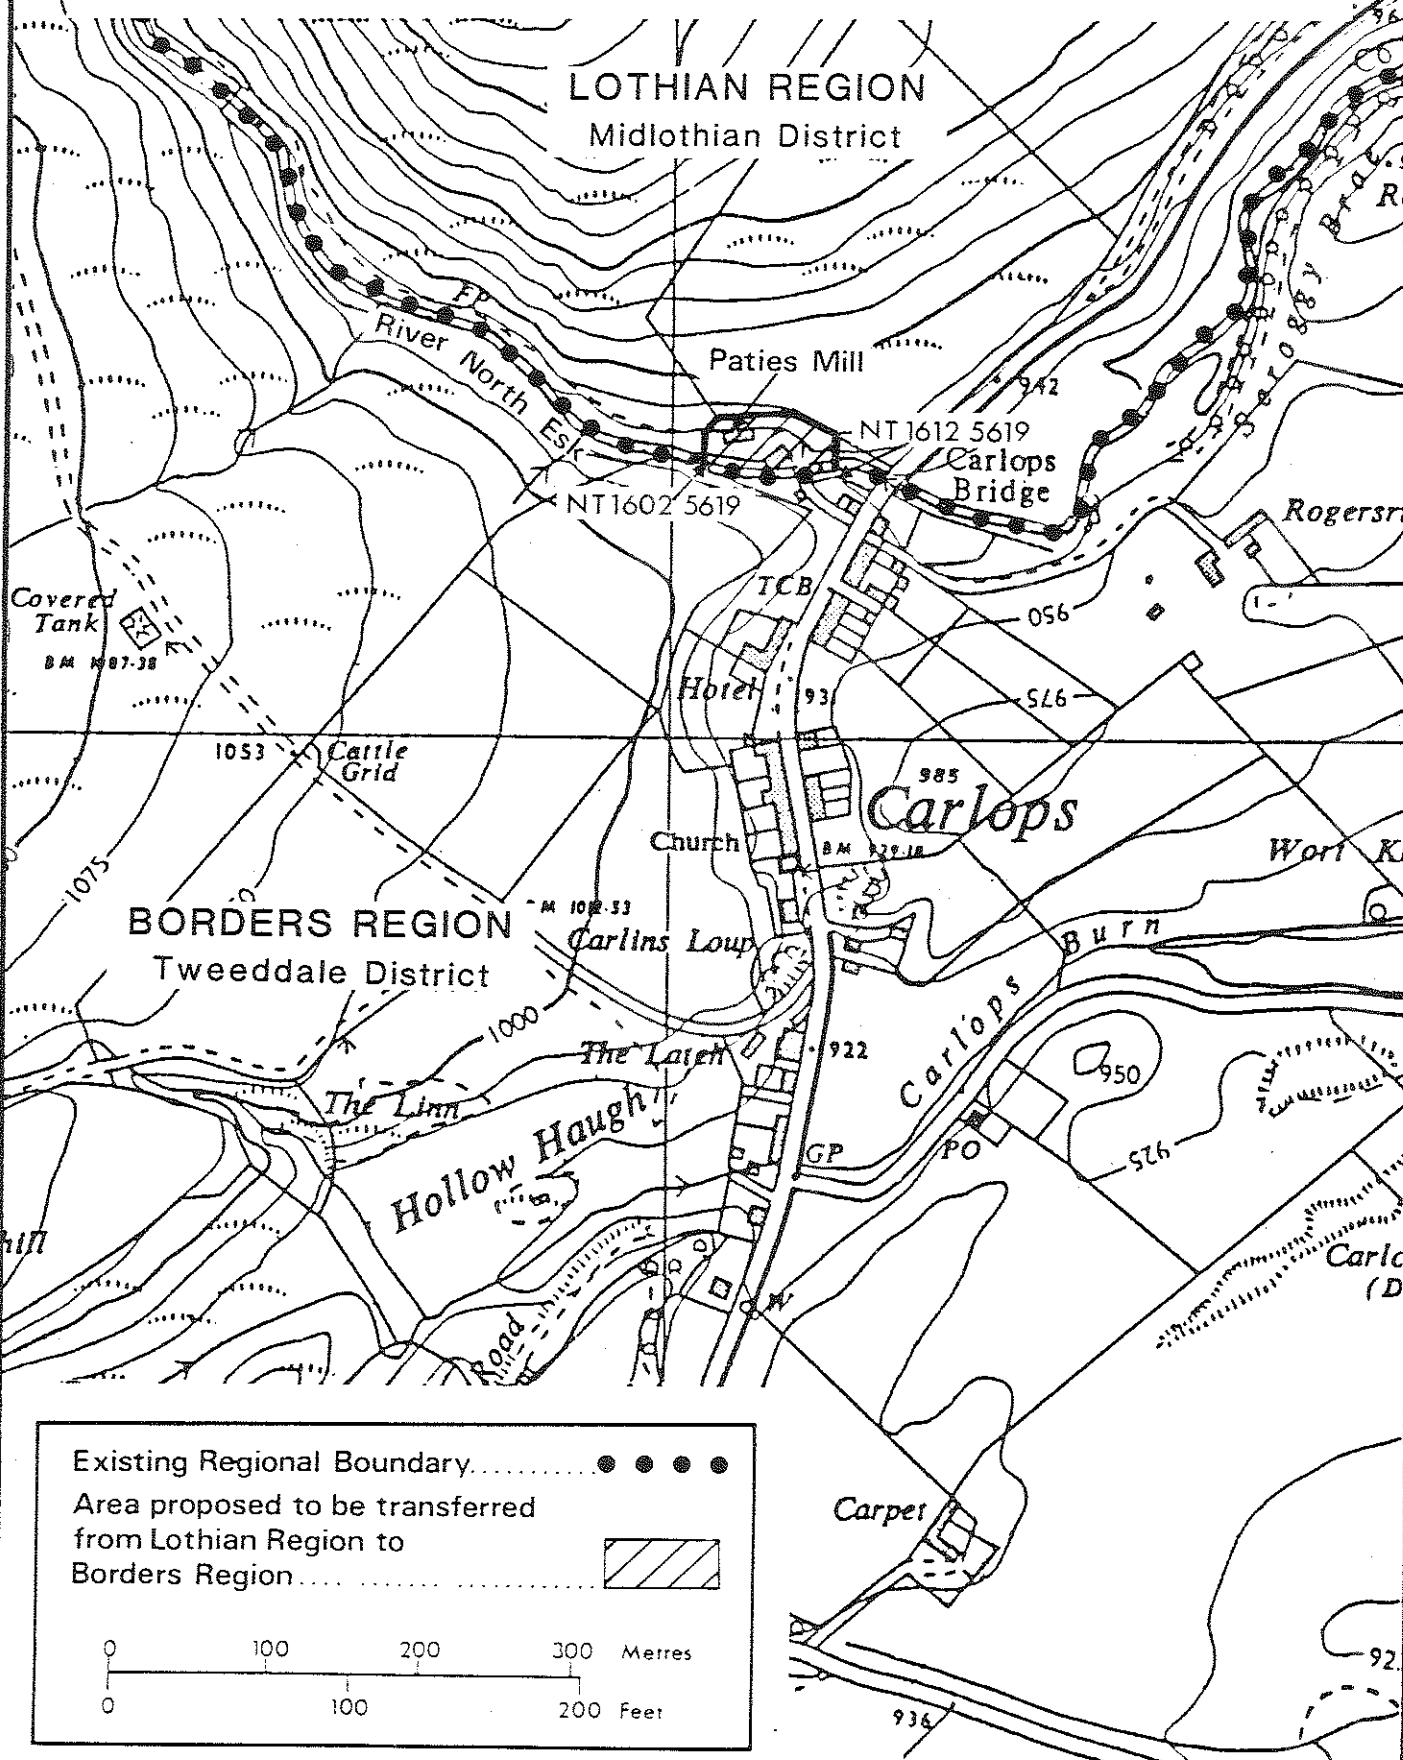 LOTHIAN REGION
Midlothian District
FP
River North Esk
Paties Mill
942
NT 1612 5619
Carlops
Bridge
NT 1602 5619
TCB
Covered
Tank
950
Hotel
93
975
1053
Cattle
Grid
985
Carlops
Church
1075
BORDERS REGION
Tweeddale District
Carlins Loup
Carlops Burn
1000
The Latch
922
The Linn
950
Hollow Haugh
GP
PO
925
Road
Existing Regional Boundary
Area proposed to be transferred
from Lothian Region to
Borders Region
0 100 200 300 Metres
0 100 200 Feet
Carpet
936